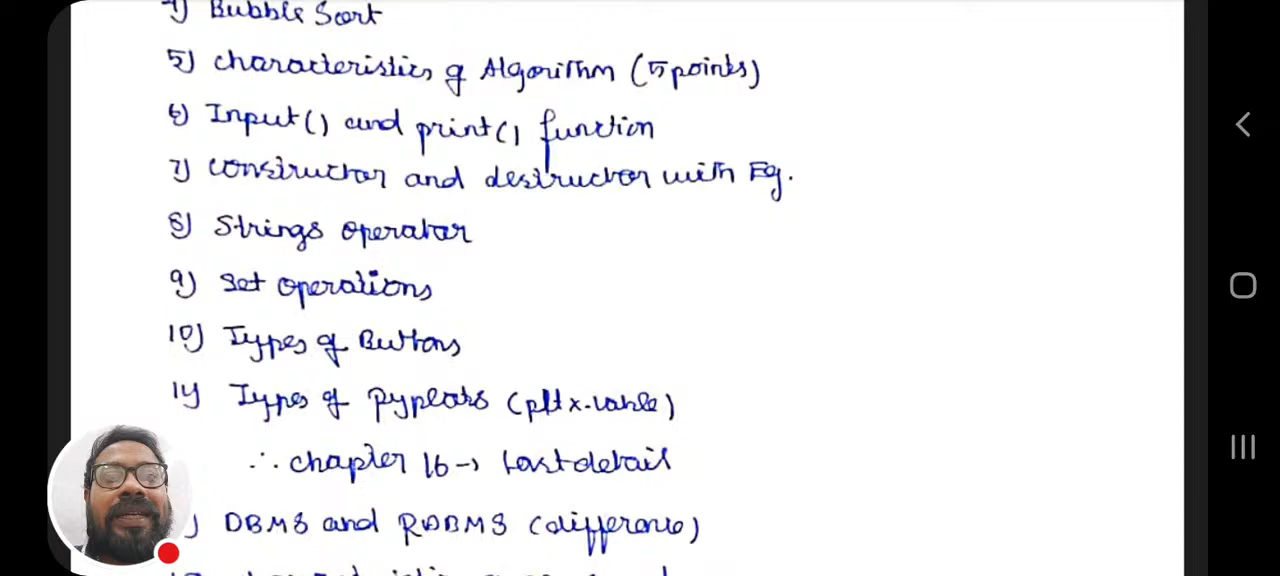 4) Bubble Sort
5) characteristics of Algorithm (5 points)
6) Input() and print() function
7) constructor and destructor with Eg.
8) Strings operator
9) Set operations
10) Types of Buttons
11) Types of pyplots (plt x-lable)
∴ chapter 16 → Last detail
) DBMS and RDBMS (difference)